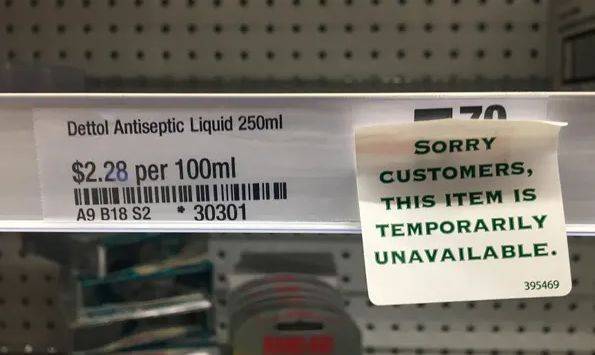 Dettol Antiseptic Liquid 250ml
$2.28 per 100ml
A9 B18 S2 * 30301
SORRY
CUSTOMERS,
THIS ITEM IS
TEMPORARILY
UNAVAILABLE.
395469